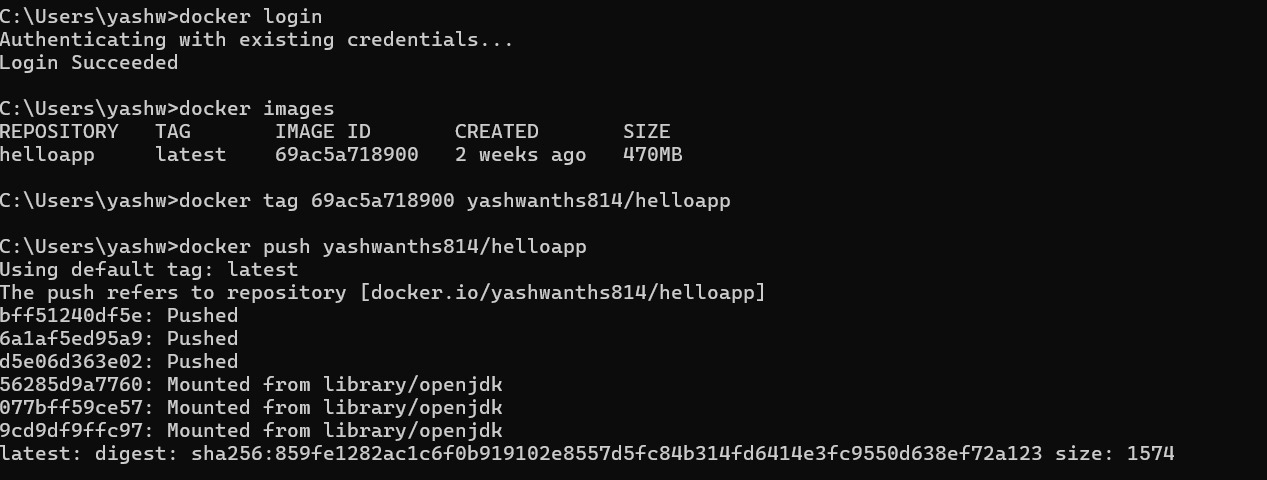 C:\Users\yashw>docker login
Authenticating with existing credentials...
Login Succeeded
C:\Users\yashw>docker images
REPOSITORY   TAG       IMAGE ID       CREATED       SIZE
helloapp     latest    69ac5a718900   2 weeks ago   470MB
C:\Users\yashw>docker tag 69ac5a718900 yashwanths814/helloapp
C:\Users\yashw>docker push yashwanths814/helloapp
Using default tag: latest
The push refers to repository [docker.io/yashwanths814/helloapp]
bff51240df5e: Pushed
6a1af5ed95a9: Pushed
d5e06d363e02: Pushed
56285d9a7760: Mounted from library/openjdk
077bff59ce57: Mounted from library/openjdk
9cd9df9ffc97: Mounted from library/openjdk
latest: digest: sha256:859fe1282ac1c6f0b919102e8557d5fc84b314fd6414e3fc9550d638ef72a123 size: 1574